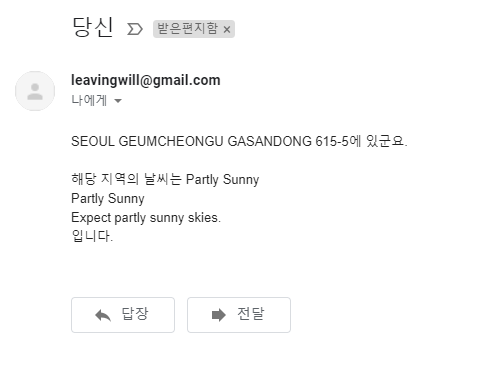 당신
받은편지함 ×
leavingwill@gmail.com
나에게
SEOUL GEUMCHEONGU GASANDONG 615-5에 있군요.
해당 지역의 날씨는 Partly Sunny
Partly Sunny
Expect partly sunny skies.
입니다.
답장
전달